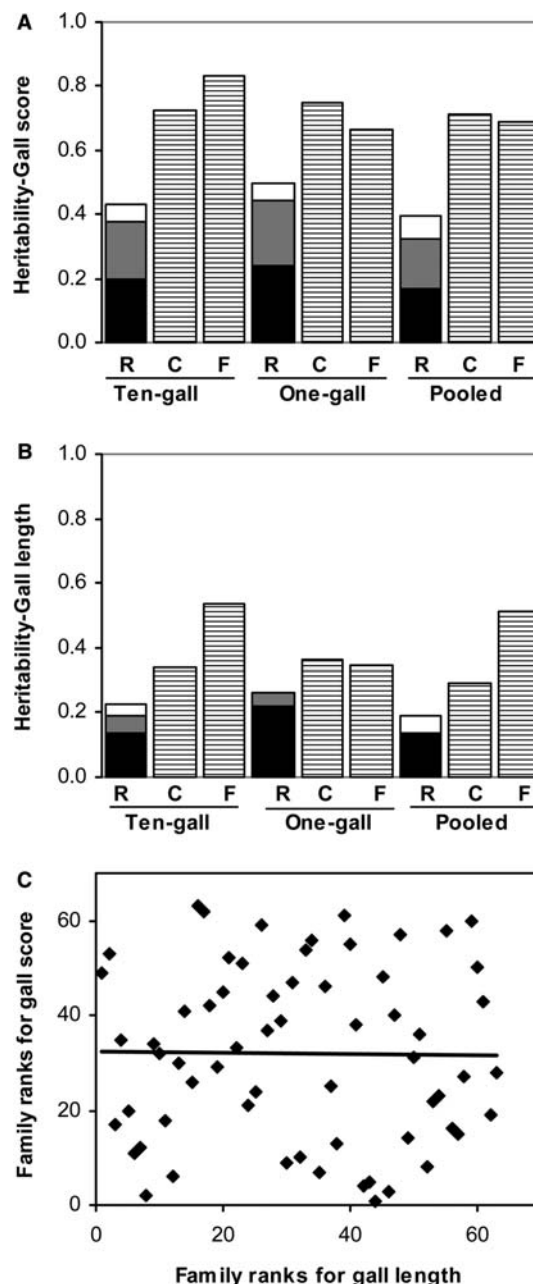 A
Heritability-Gall score
1.0
0.8
0.6
0.4
0.2
0.0
R C F R C F R C F
Ten-gall One-gall Pooled
B
Heritability-Gall length
1.0
0.8
0.6
0.4
0.2
0.0
R C F R C F R C F
Ten-gall One-gall Pooled
C
Family ranks for gall score
60
40
20
0
0 20 40 60
Family ranks for gall length